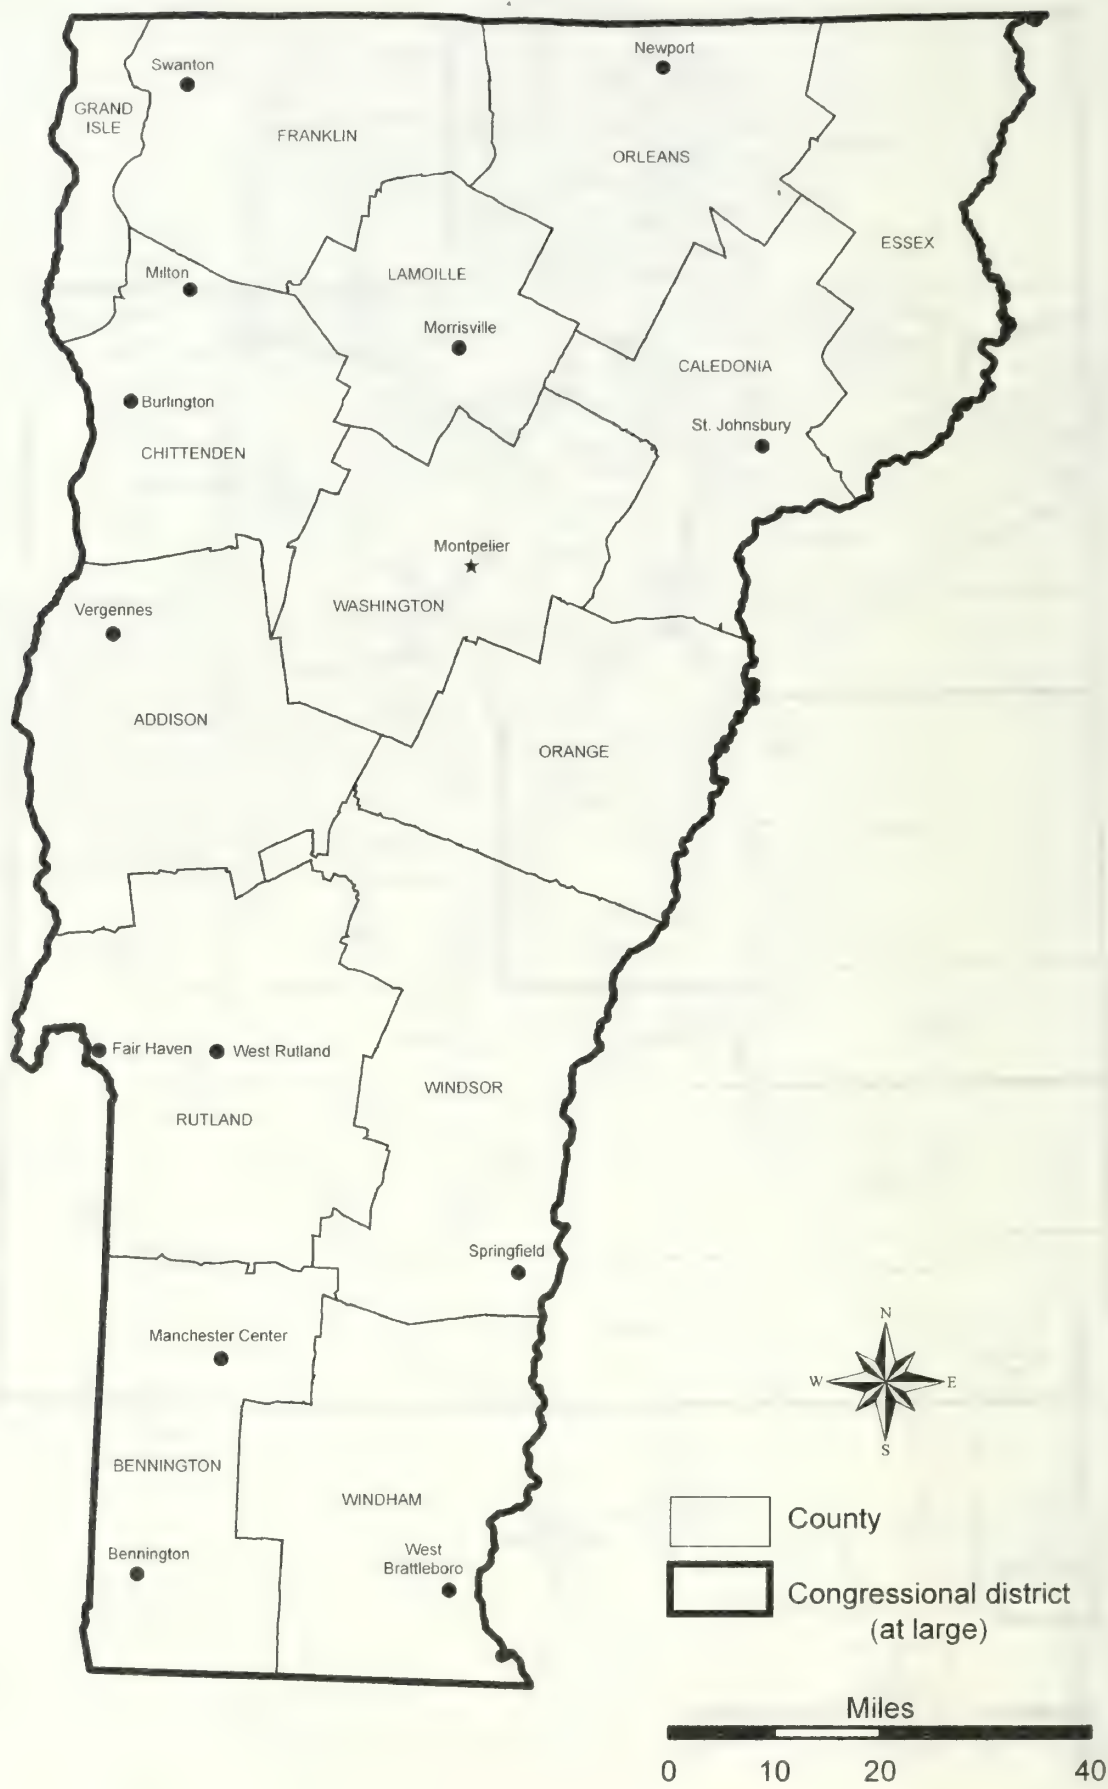 Newport
Swanton
GRAND
ISLE
FRANKLIN
ORLEANS
ESSEX
Milton
LAMOILLE
Morrisville
CALEDONIA
Burlington
St. Johnsbury
CHITTENDEN
Montpelier
WASHINGTON
Vergennes
ADDISON
ORANGE
Fair Haven
West Rutland
WINDSOR
RUTLAND
Springfield
Manchester Center
N
W
E
S
BENNINGTON
WINDHAM
County
Bennington
West
Brattleboro
Congressional district
(at large)
Miles
0 10 20 40